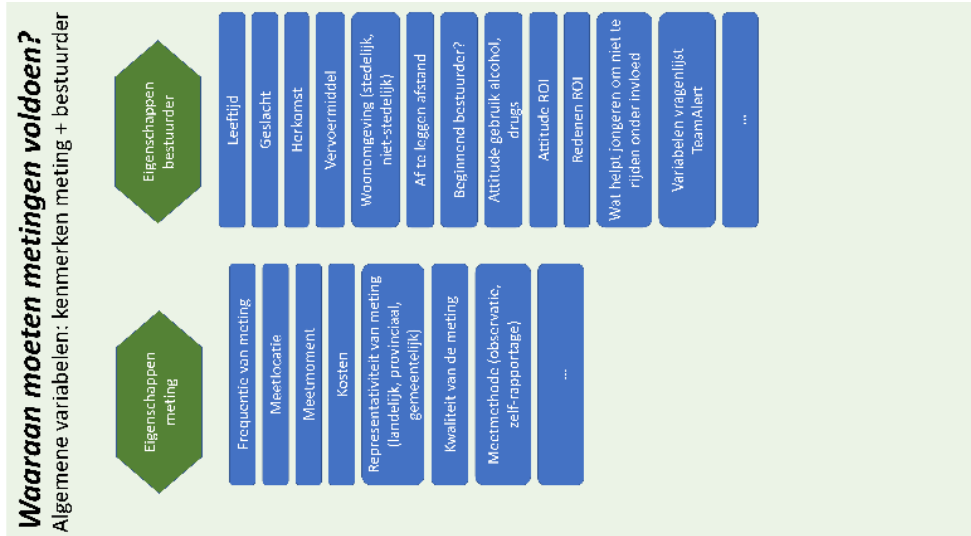 Waaraan moeten metingen voldoen?
Algemene variabelen: kenmerken meting + bestuurder
Eigenschappen
meting
Frequentie van meting
Meetlocatie
Meetmoment
Kosten
Representativiteit van meting
(landelijk, provinciaal,
gemeentelijk)
Kwaliteit van de meting
Meetmethode (observatie,
zelf-rapportage)
...
Eigenschappen
bestuurder
Leeftijd
Geslacht
Herkomst
Vervoermiddel
Woonomgeving (stedelijk,
niet-stedelijk)
Af te leggen afstand
Beginnend bestuurder?
Attitude gebruik alcohol,
drugs
Attitude ROI
Redenen ROI
Wat helpt jongeren om niet te
rijden onder invloed
Variabelen vragenlijst
TeamAlert
...